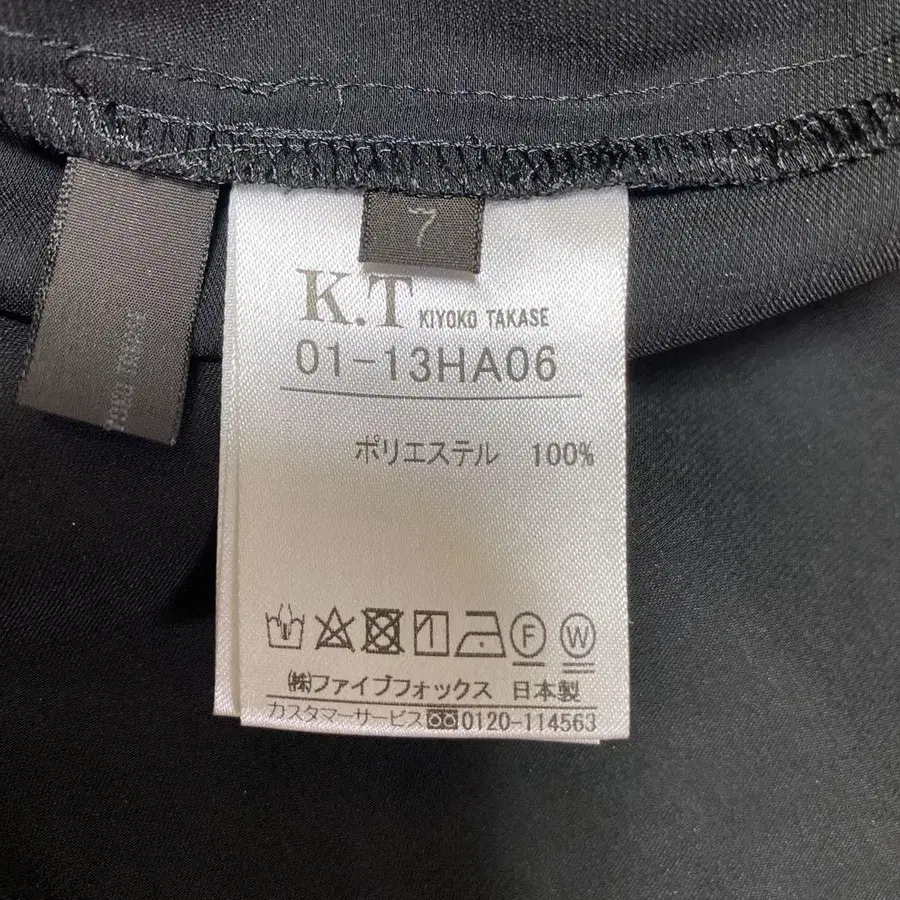 7
K.T KIYOKO TAKASE
01-13HA06
ポリエステル 100%
F W
㈱ファイブフォックス 日本製
カスタマーサービス 0120-114563